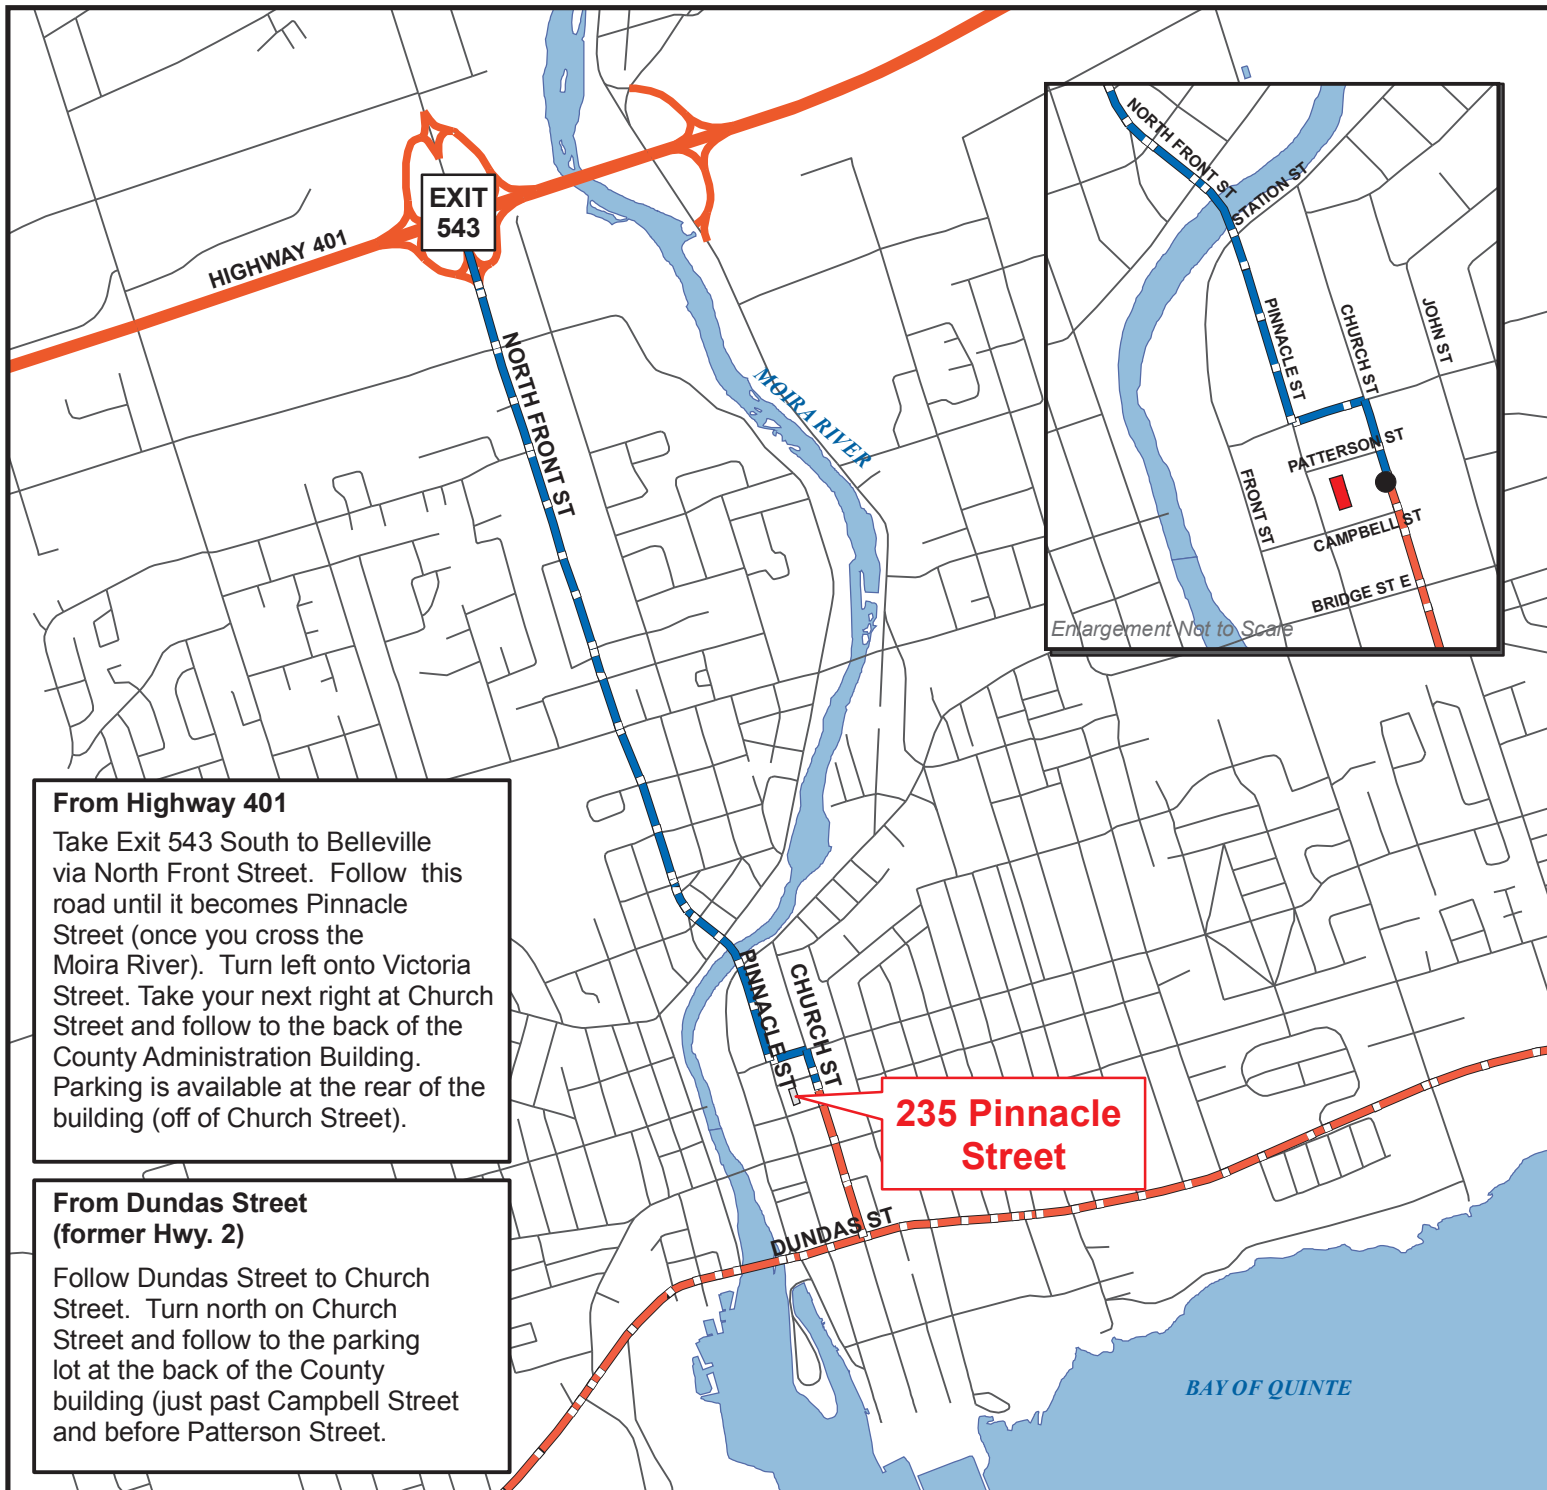 EXIT
543
HIGHWAY 401
NORTH FRONT ST
MOIRA RIVER
NORTH FRONT ST
STATION ST
PINNACLE ST
CHURCH ST
JOHN ST
PATTERSON ST
FRONT ST
CAMPBELL ST
BRIDGE ST E
Enlargement Not to Scale
From Highway 401
Take Exit 543 South to Belleville
via North Front Street.  Follow  this
road until it becomes Pinnacle
Street (once you cross the
Moira River).  Turn left onto Victoria
Street. Take your next right at Church
Street and follow to the back of the
County Administration Building.
Parking is available at the rear of the
building (off of Church Street).
PINNACLE ST
CHURCH ST
235 Pinnacle
Street
From Dundas Street
(former Hwy. 2)
Follow Dundas Street to Church
Street.  Turn north on Church
Street and follow to the parking
lot at the back of the County
building (just past Campbell Street
and before Patterson Street.
DUNDAS ST
BAY OF QUINTE